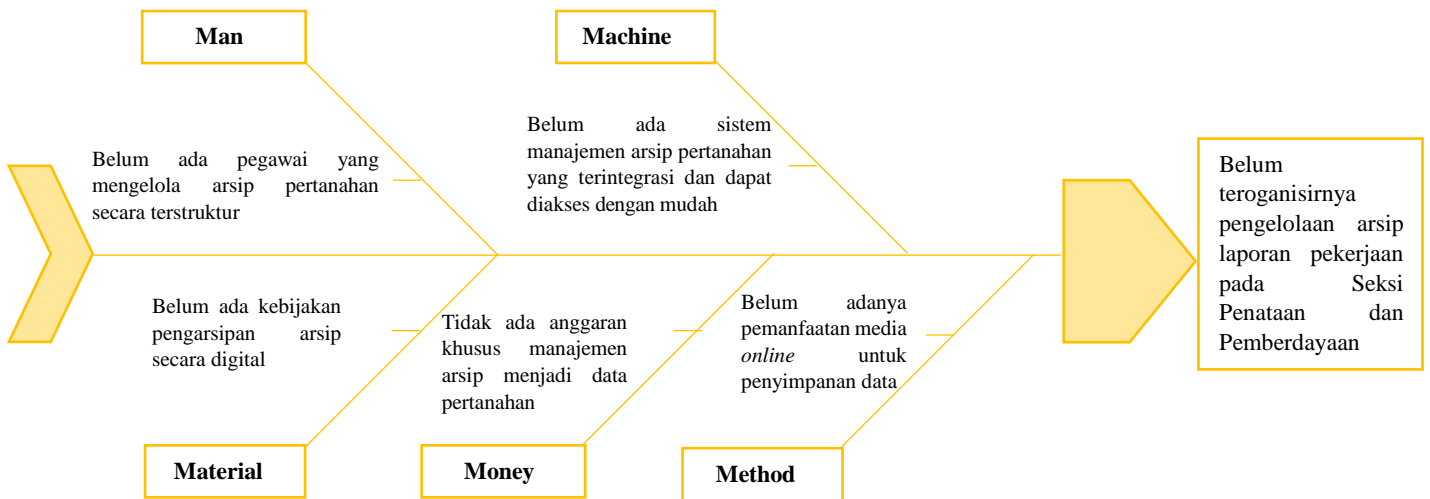 Man
Machine
Belum ada pegawai yang
mengelola arsip pertanahan
secara terstruktur
Belum ada sistem
manajemen arsip pertanahan
yang terintegrasi dan dapat
diakses dengan mudah
Belum
teroganisirnya
pengelolaan arsip
laporan pekerjaan
pada Seksi
Penataan dan
Pemberdayaan
Belum ada kebijakan
pengarsipan arsip
secara digital
Tidak ada anggaran
khusus manajemen
arsip menjadi data
pertanahan
Belum adanya
pemanfaatan media
online untuk
penyimpanan data
Material
Money
Method